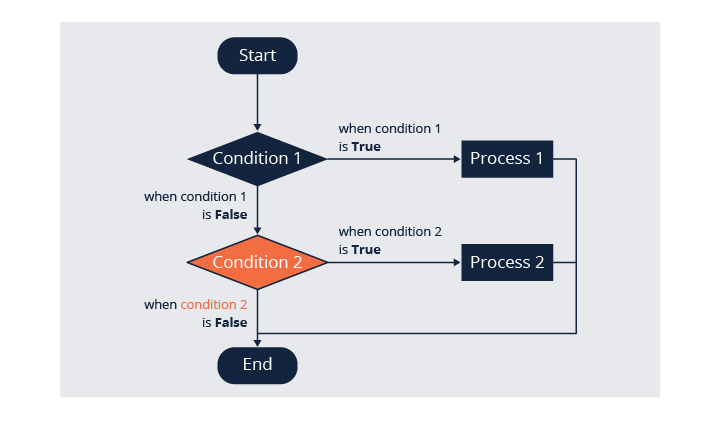 Start
when condition 1
is True
Condition 1
Process 1
when condition 1
is False
when condition 2
is True
Condition 2
Process 2
when condition 2
is False
End